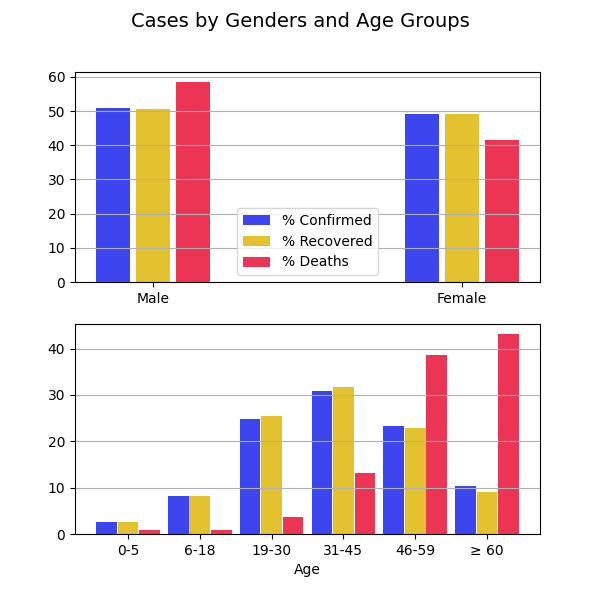 Cases by Genders and Age Groups
60
50
40
30
20
10
0
% Confirmed
% Recovered
% Deaths
Male Female
40
30
20
10
0
0-5 6-18 19-30 31-45 46-59 ≥ 60
Age